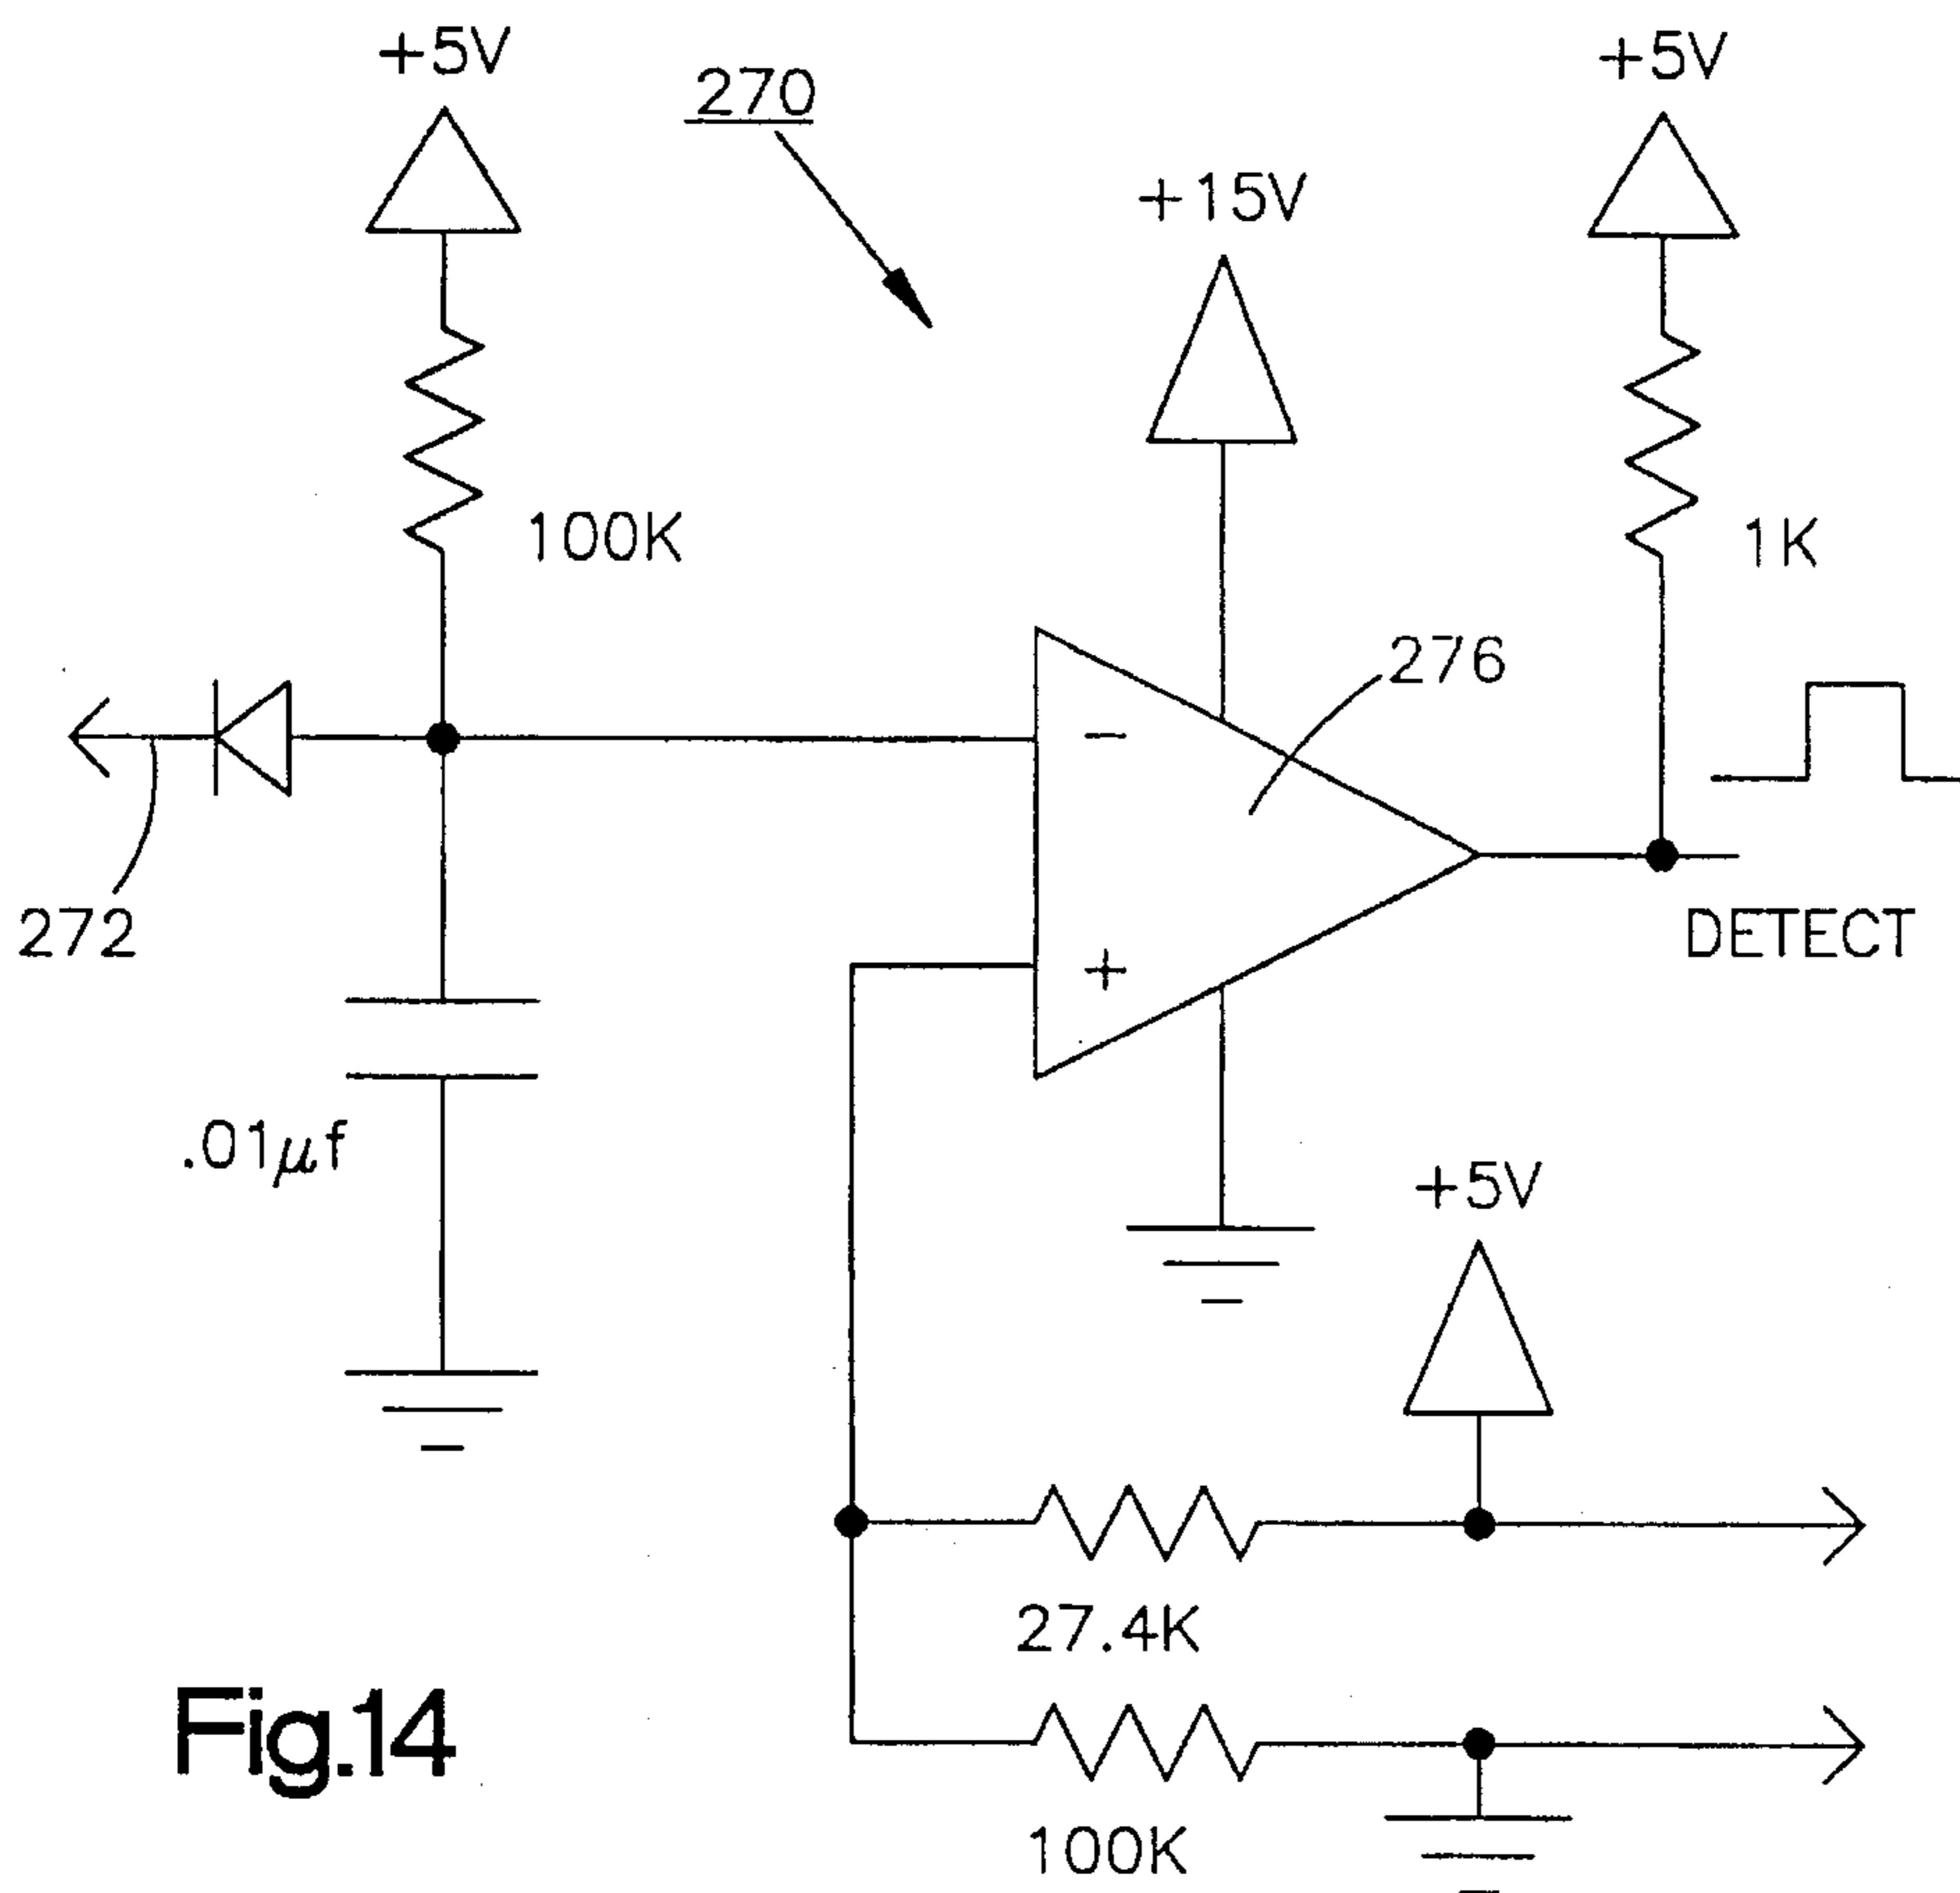 +5V
270
+5V
+15V
100K
1K
276
-
272
+
DETECT
.01μf
+5V
27.4K
Fig.14
100K